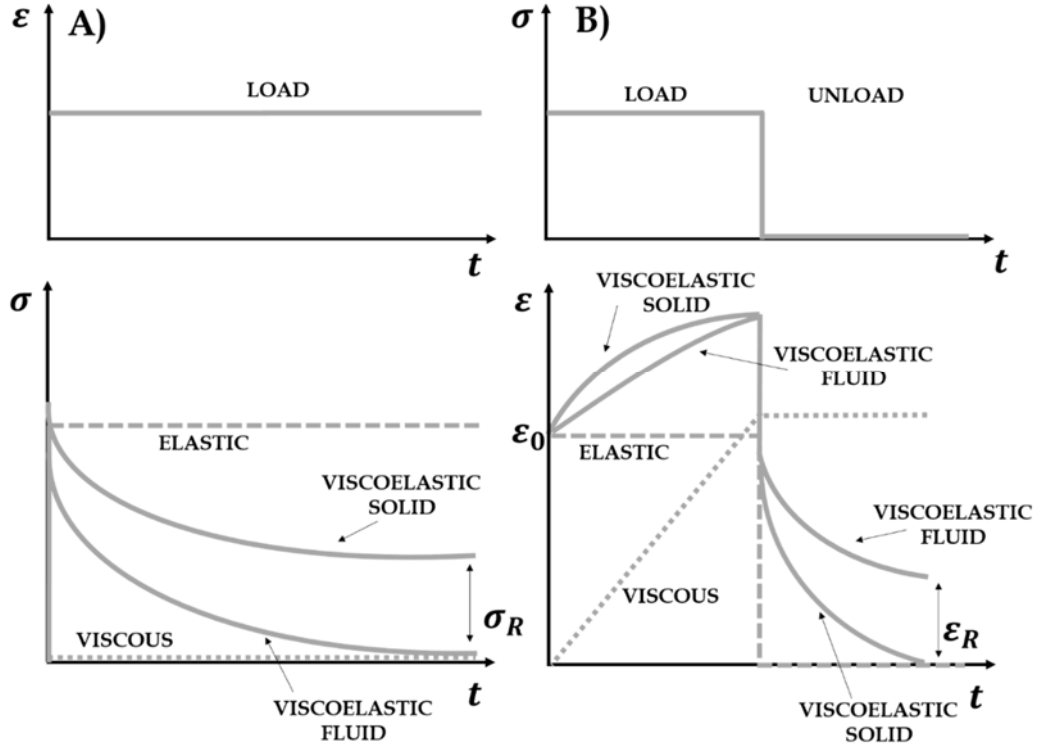 ε
A)
LOAD
t
σ
B)
LOAD
UNLOAD
t
σ
ELASTIC
VISCOELASTIC
SOLID
VISCOUS
σR
t
VISCOELASTIC
FLUID
ε
VISCOELASTIC
SOLID
VISCOELASTIC
FLUID
ε0
ELASTIC
VISCOELASTIC
FLUID
VISCOUS
εR
t
VISCOELASTIC
SOLID